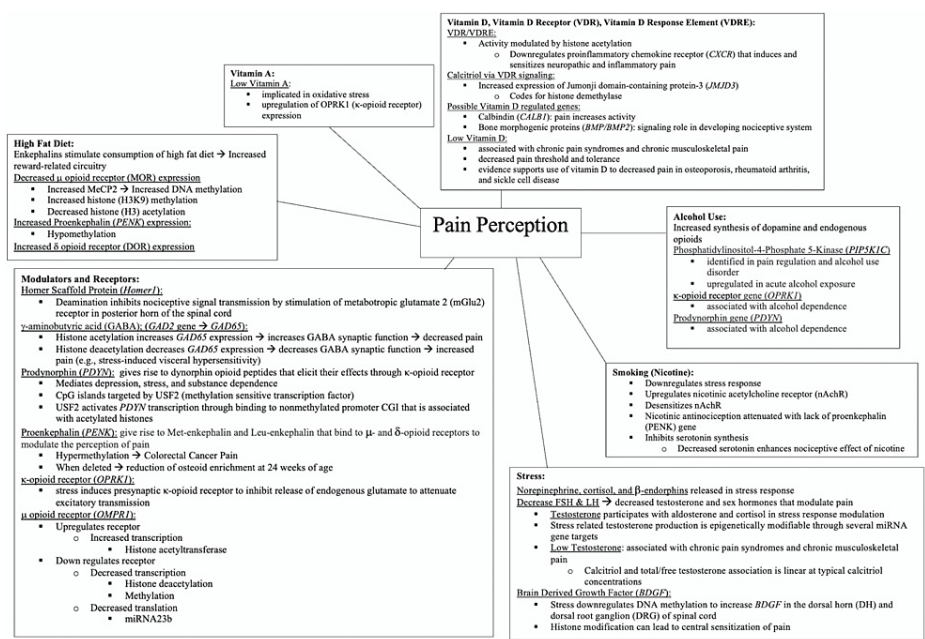 Vitamin D, Vitamin D Receptor (VDR), Vitamin D Response Element (VDRE):
VDR/VDRE:
▪ Activity modulated by histone acetylation
o Downregulates proinflammatory chemokine receptor (CXCR) that induces and
sensitizes neuropathic and inflammatory pain
Calcitriol via VDR signaling:
▪ Increased expression of Jumonji domain-containing protein-3 (JMJD3)
o Codes for histone demethylase
Possible Vitamin D regulated genes:
▪ Calbindin (CALB1): pain increases activity
▪ Bone morphogenic proteins (BMP/BMP2): signaling role in developing nociceptive system
Low Vitamin D:
▪ associated with chronic pain syndromes and chronic musculoskeletal pain
▪ decreased pain threshold and tolerance
▪ evidence supports use of vitamin D to decreased pain in osteoporosis, rheumatoid arthritis,
and sickle cell disease
Vitamin A:
Low Vitamin A:
▪ implicated in oxidative stress
▪ upregulation of OPRK1 (κ-opioid receptor)
expression
High Fat Diet:
Enkephalins stimulate consumption of high fat diet → Increased
reward-related circuitry
Decreased μ opioid receptor (MOR) expression
▪ Increased MeCP2 → Increased DNA methylation
▪ Increased histone (H3K9) methylation
▪ Decreased histone (H3) acetylation
Increased Proenkephalin (PENK) expression:
▪ Hypomethylation
Increased δ opioid receptor (DOR) expression
Pain Perception
Alcohol Use:
Increased synthesis of dopamine and endogenous
opioids
Phosphatidylinositol-4-Phosphate 5-Kinase (PIP5K1C)
▪ identified in pain regulation and alcohol use
disorder
▪ upregulated in acute alcohol exposure
κ-opioid receptor gene (OPRK1)
▪ associated with alcohol dependence
Prodynorphin gene (PDYN)
▪ associated with alcohol dependence
Modulators and Receptors:
Homer Scaffold Protein (Homer1):
▪ Deamination inhibits nociceptive signal transmission by stimulation of metabotropic glutamate 2 (mGlu2)
receptor in posterior horn of the spinal cord
γ-aminobutyric acid (GABA); (GAD2 gene → GAD65):
▪ Histone acetylation increases GAD65 expression → increases GABA synaptic function → decreased pain
▪ Histone deacetylation decreases GAD65 expression → decreases GABA synaptic function → increased
pain (e.g., stress-induced visceral hypersensitivity)
Prodynorphin (PDYN): gives rise to dynorphin opioid peptides that elicit their effects through κ-opioid receptor
▪ Mediates depression, stress, and substance dependence
▪ CpG islands targeted by USF2 (methylation sensitive transcription factor)
▪ USF2 activates PDYN transcription through binding to nonmethylated promoter CGI that is associated
with acetylated histones
Proenkephalin (PENK): give rise to Met-enkephalin and Leu-enkephalin that bind to μ- and δ-opioid receptors to
modulate the perception of pain
▪ Hypermethylation → Colorectal Cancer Pain
▪ When deleted → reduction of osteoid enrichment at 24 weeks of age
κ-opioid receptor (OPRK1):
▪ stress induces presynaptic κ-opioid receptor to inhibit release of endogenous glutamate to attenuate
excitatory transmission
μ opioid receptor (OMPR1):
▪ Upregulates receptor
o Increased transcription
▪ Histone acetyltransferase
▪ Down regulates receptor
o Decreased transcription
▪ Histone deacetylation
▪ Methylation
o Decreased translation
▪ miRNA23b
Smoking (Nicotine):
▪ Downregulates stress response
▪ Upregulates nicotinic acetylcholine receptor (nAchR)
▪ Desensitizes nAchR
▪ Nicotinic antinociception attenuated with lack of proenkephalin
(PENK) gene
▪ Inhibits serotonin synthesis
o Decreased serotonin enhances nociceptive effect of nicotine
Stress:
Norepinephrine, cortisol, and β-endorphins released in stress response
Decrease FSH & LH → decreased testosterone and sex hormones that modulate pain
▪ Testosterone participates with aldosterone and cortisol in stress response modulation
▪ Stress related testosterone production is epigenetically modifiable through several miRNA
gene targets
▪ Low Testosterone: associated with chronic pain syndromes and chronic musculoskeletal
pain
o Calcitriol and total/free testosterone association is linear at typical calcitriol
concentrations
Brain Derived Growth Factor (BDGF):
▪ Stress downregulates DNA methylation to increase BDGF in the dorsal horn (DH) and
dorsal root ganglion (DRG) of spinal cord
▪ Histone modification can lead to central sensitization of pain